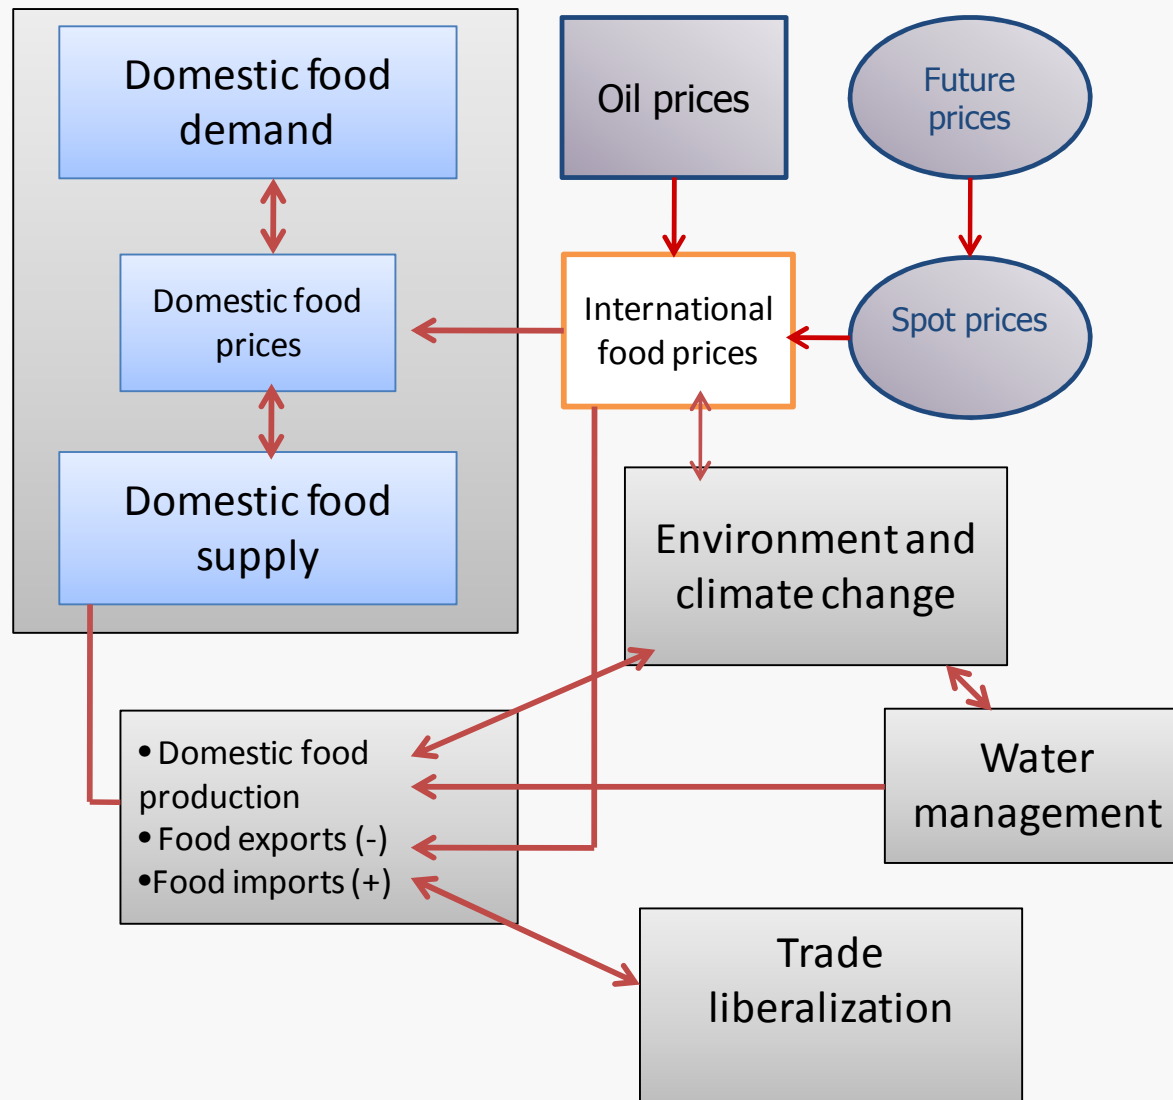 Domestic food
demand
Oil prices
Future
prices
Domestic food
prices
International
food prices
Spot prices
Domestic food
supply
Environment and
climate change
• Domestic food
production
• Food exports (-)
•Food imports (+)
Water
management
Trade
liberalization